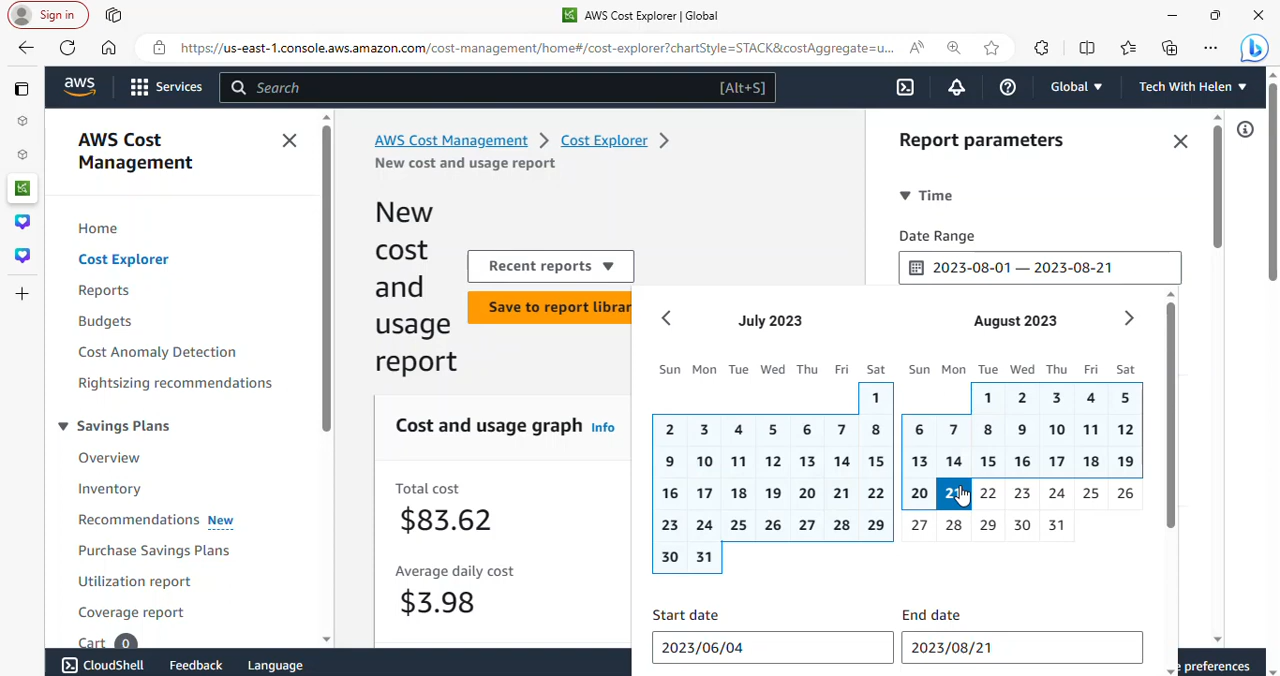 Sign in
AWS Cost Explorer | Global
https://us-east-1.console.aws.amazon.com/cost-management/home#/cost-explorer?chartStyle=STACK&costAggregate=u...
aws
Services
Search
[Alt+S]
Global
Tech With Helen
AWS Cost
Management
Home
Cost Explorer
Reports
Budgets
Cost Anomaly Detection
Rightsizing recommendations
Savings Plans
Overview
Inventory
Recommendations New
Purchase Savings Plans
Utilization report
Coverage report
Cart 0
AWS Cost Management
Cost Explorer
New cost and usage report
New
cost
and
usage
report
Recent reports
Save to report librar
Cost and usage graph Info
Total cost
$83.62
Average daily cost
$3.98
Report parameters
Time
Date Range
2023-08-01 — 2023-08-21
July 2023
Sun Mon Tue Wed Thu Fri Sat
1
2 3 4 5 6 7 8
9 10 11 12 13 14 15
16 17 18 19 20 21 22
23 24 25 26 27 28 29
30 31
August 2023
Sun Mon Tue Wed Thu Fri Sat
1 2 3 4 5
6 7 8 9 10 11 12
13 14 15 16 17 18 19
20 21 22 23 24 25 26
27 28 29 30 31
Start date
2023/06/04
End date
2023/08/21
CloudShell
Feedback
Language
preferences